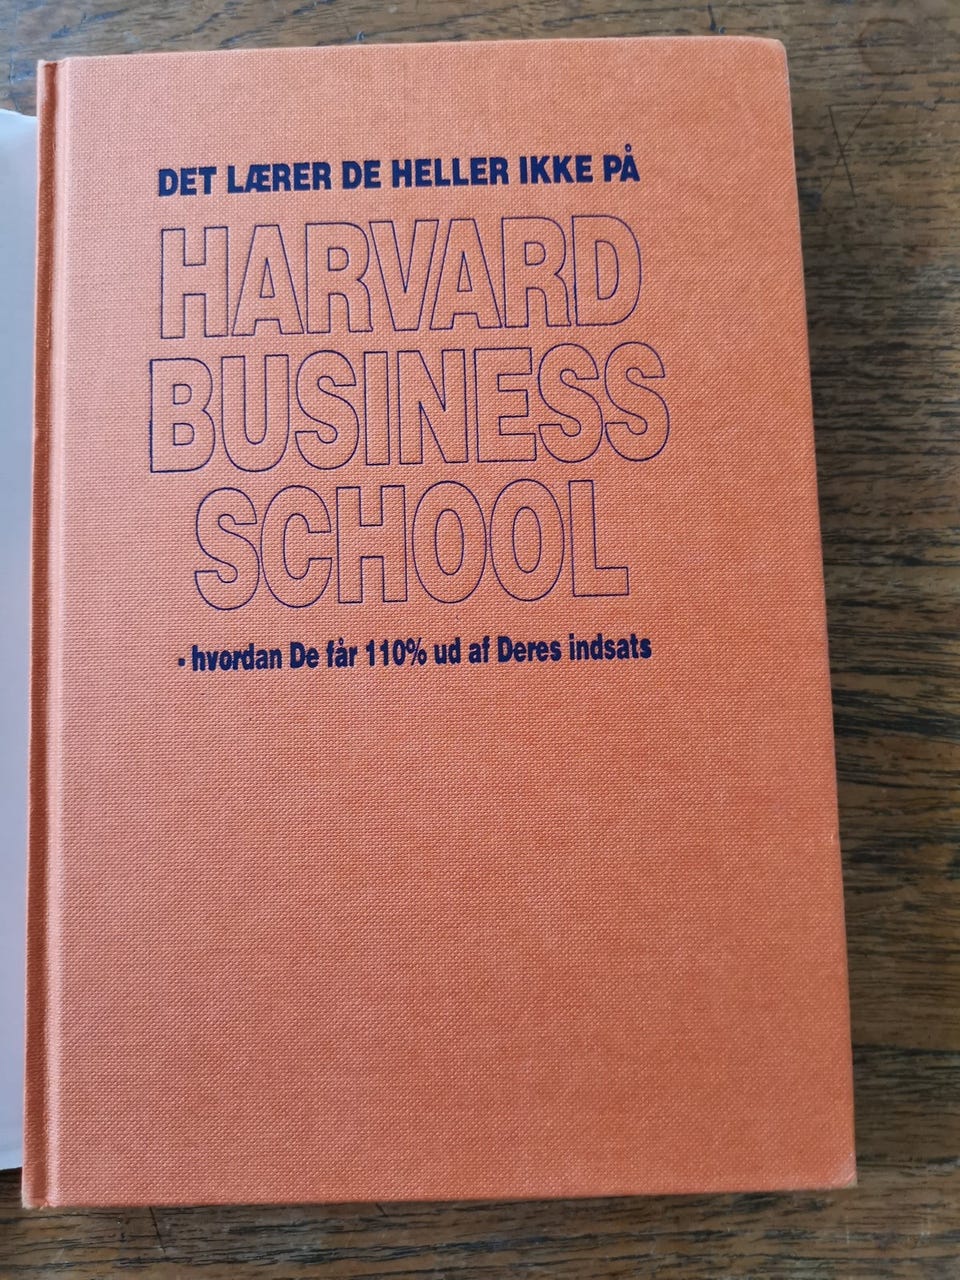 DET LÆRER DE HELLER IKKE PÅ
HARVARD
BUSINESS
SCHOOL
- hvordan De får 110% ud af Deres indsats